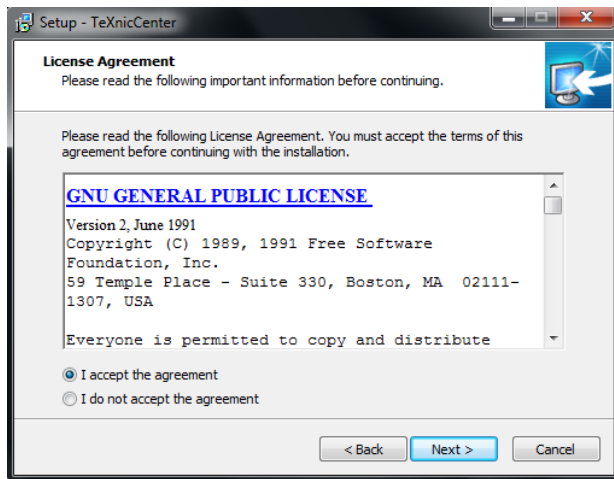 Setup - TeXnicCenter
License Agreement
Please read the following important information before continuing.
Please read the following License Agreement. You must accept the terms of this
agreement before continuing with the installation.
GNU GENERAL PUBLIC LICENSE
Version 2, June 1991
Copyright (C) 1989, 1991 Free Software
Foundation, Inc.
59 Temple Place - Suite 330, Boston, MA  02111-
1307, USA
Everyone is permitted to copy and distribute
I accept the agreement
I do not accept the agreement
< Back
Next >
Cancel